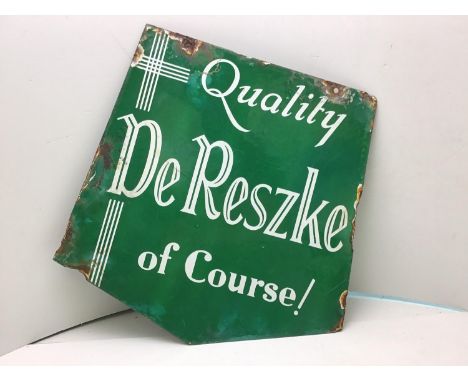 Quality
De Reszke
of Course!